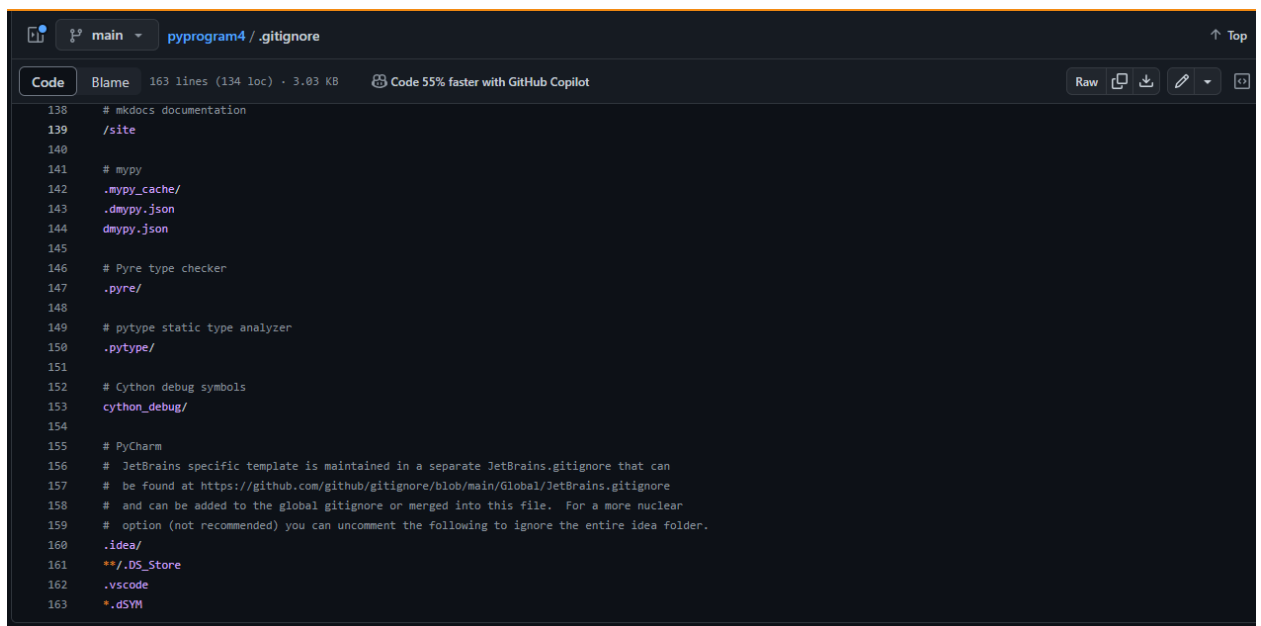 main
pyprogram4 / .gitignore
Top
Code Blame 163 lines (134 loc) · 3.03 KB Code 55% faster with GitHub Copilot Raw
138 # mkdocs documentation
139 /site
140
141 # mypy
142 .mypy_cache/
143 .dmypy.json
144 dmypy.json
145
146 # Pyre type checker
147 .pyre/
148
149 # pytype static type analyzer
150 .pytype/
151
152 # Cython debug symbols
153 cython_debug/
154
155 # PyCharm
156 #  JetBrains specific template is maintained in a separate JetBrains.gitignore that can
157 #  be found at https://github.com/github/gitignore/blob/main/Global/JetBrains.gitignore
158 #  and can be added to the global gitignore or merged into this file.  For a more nuclear
159 #  option (not recommended) you can uncomment the following to ignore the entire idea folder.
160 .idea/
161 **/.DS_Store
162 .vscode
163 *.dSYM